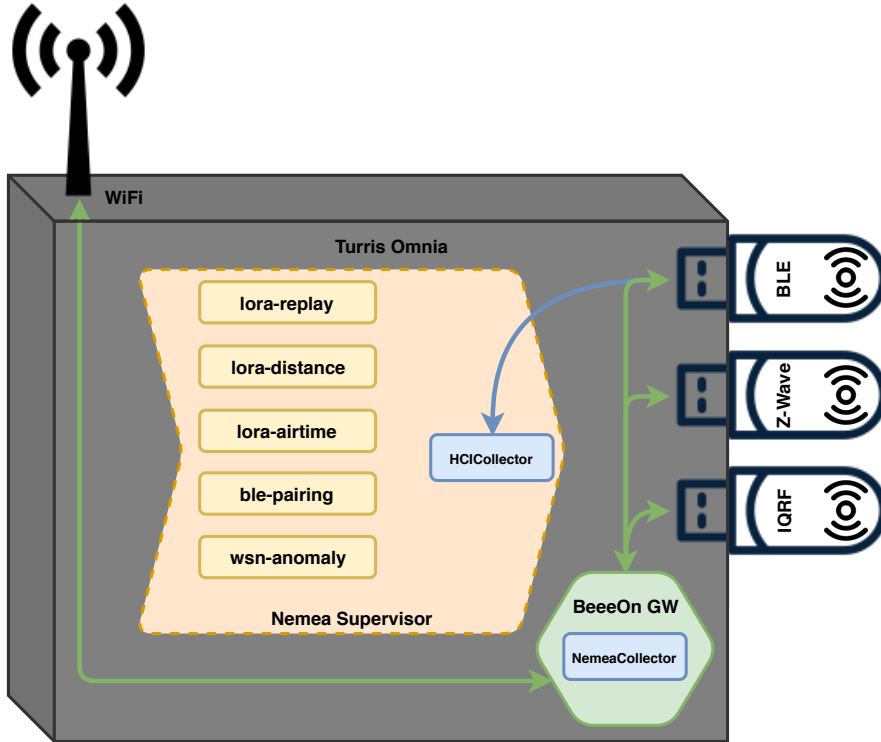 WiFi
Turris Omnia
lora-replay
lora-distance
lora-airtime
ble-pairing
wsn-anomaly
Nemea Supervisor
HCICollector
BeeeOn GW
NemeaCollector
BLE
Z-Wave
IQRF